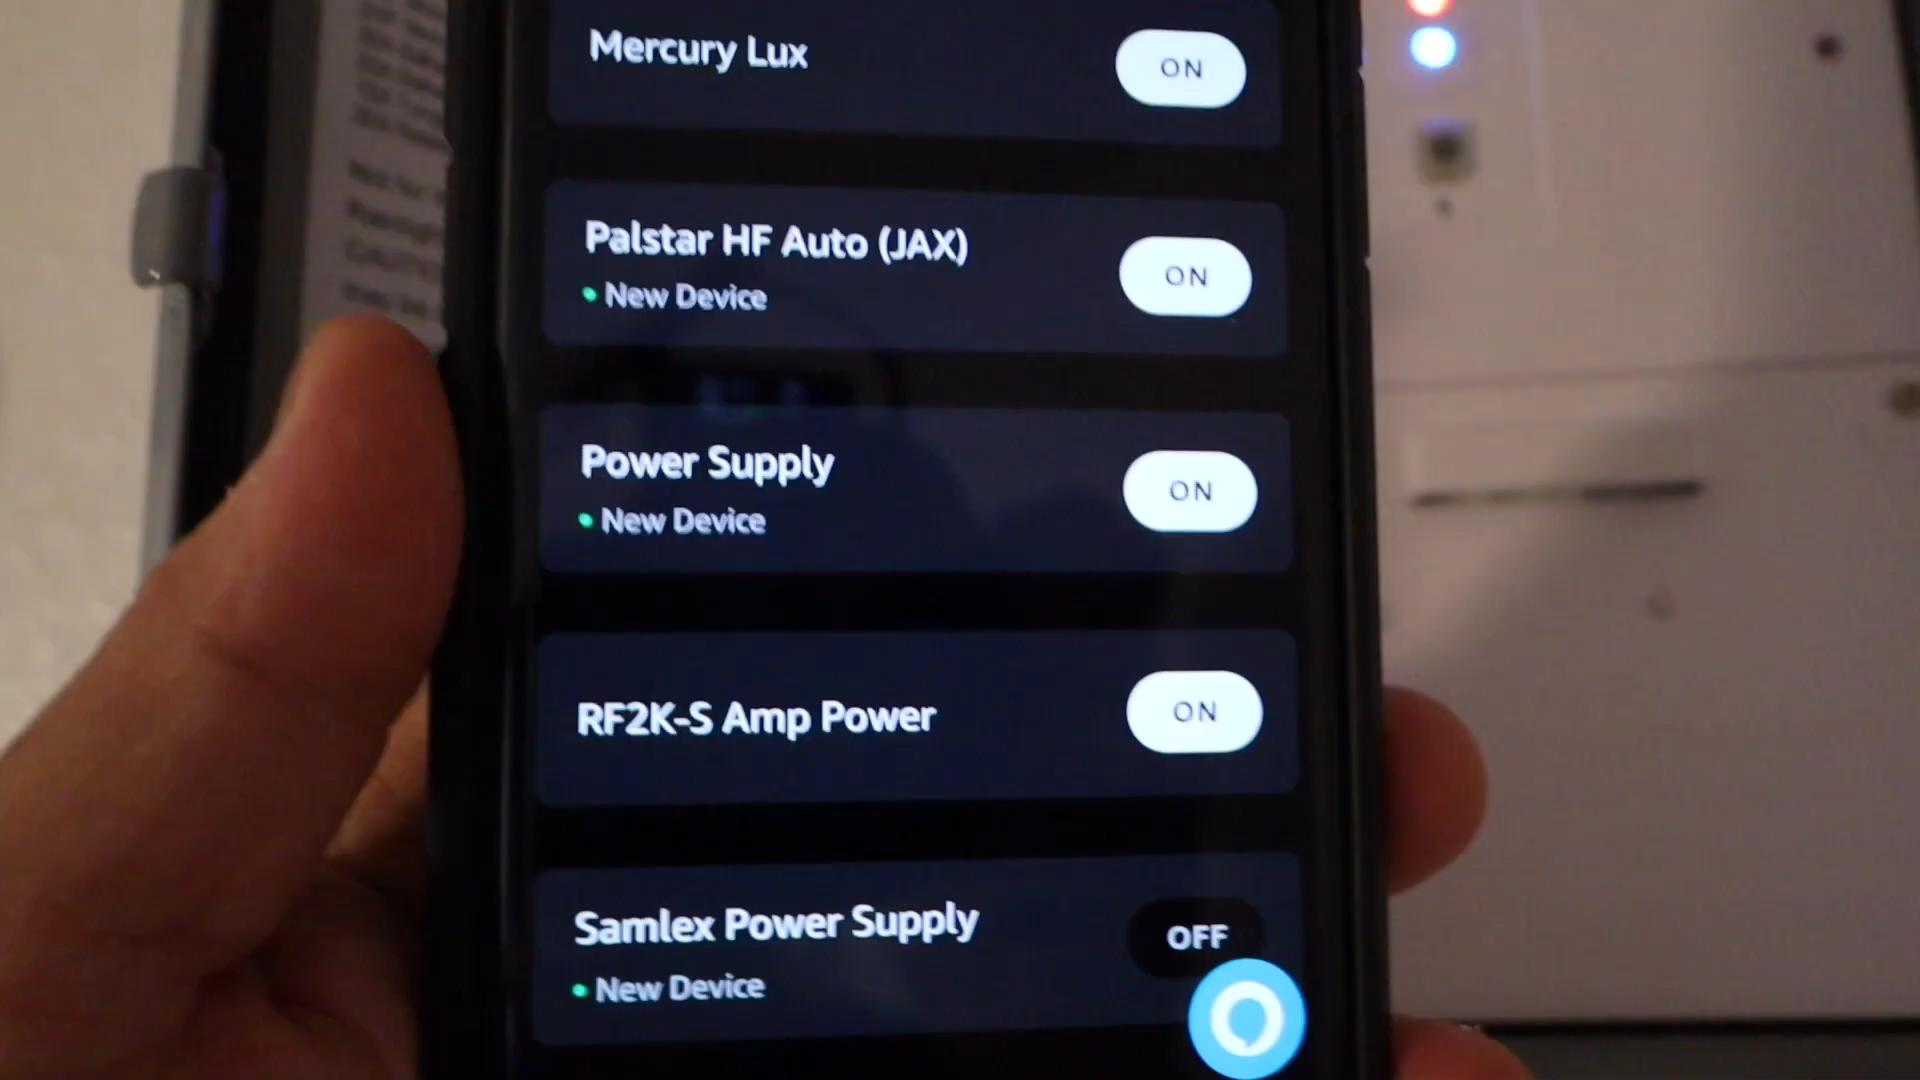 Mercury Lux
ON
Palstar HF Auto (JAX)
New Device
ON
Power Supply
New Device
ON
RF2K-S Amp Power
ON
Samlex Power Supply
New Device
OFF